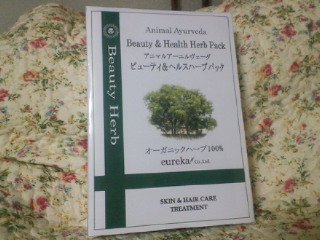 Animal Ayurveda
Beauty & Health Herb Pack
アニマルアーユルヴェーダ
ビューティ&ヘルスハーブパック
オーガニックハーブ100%
eureka! Co.,Ltd.
SKIN & HAIR CARE
TREATMENT
Beauty Herb